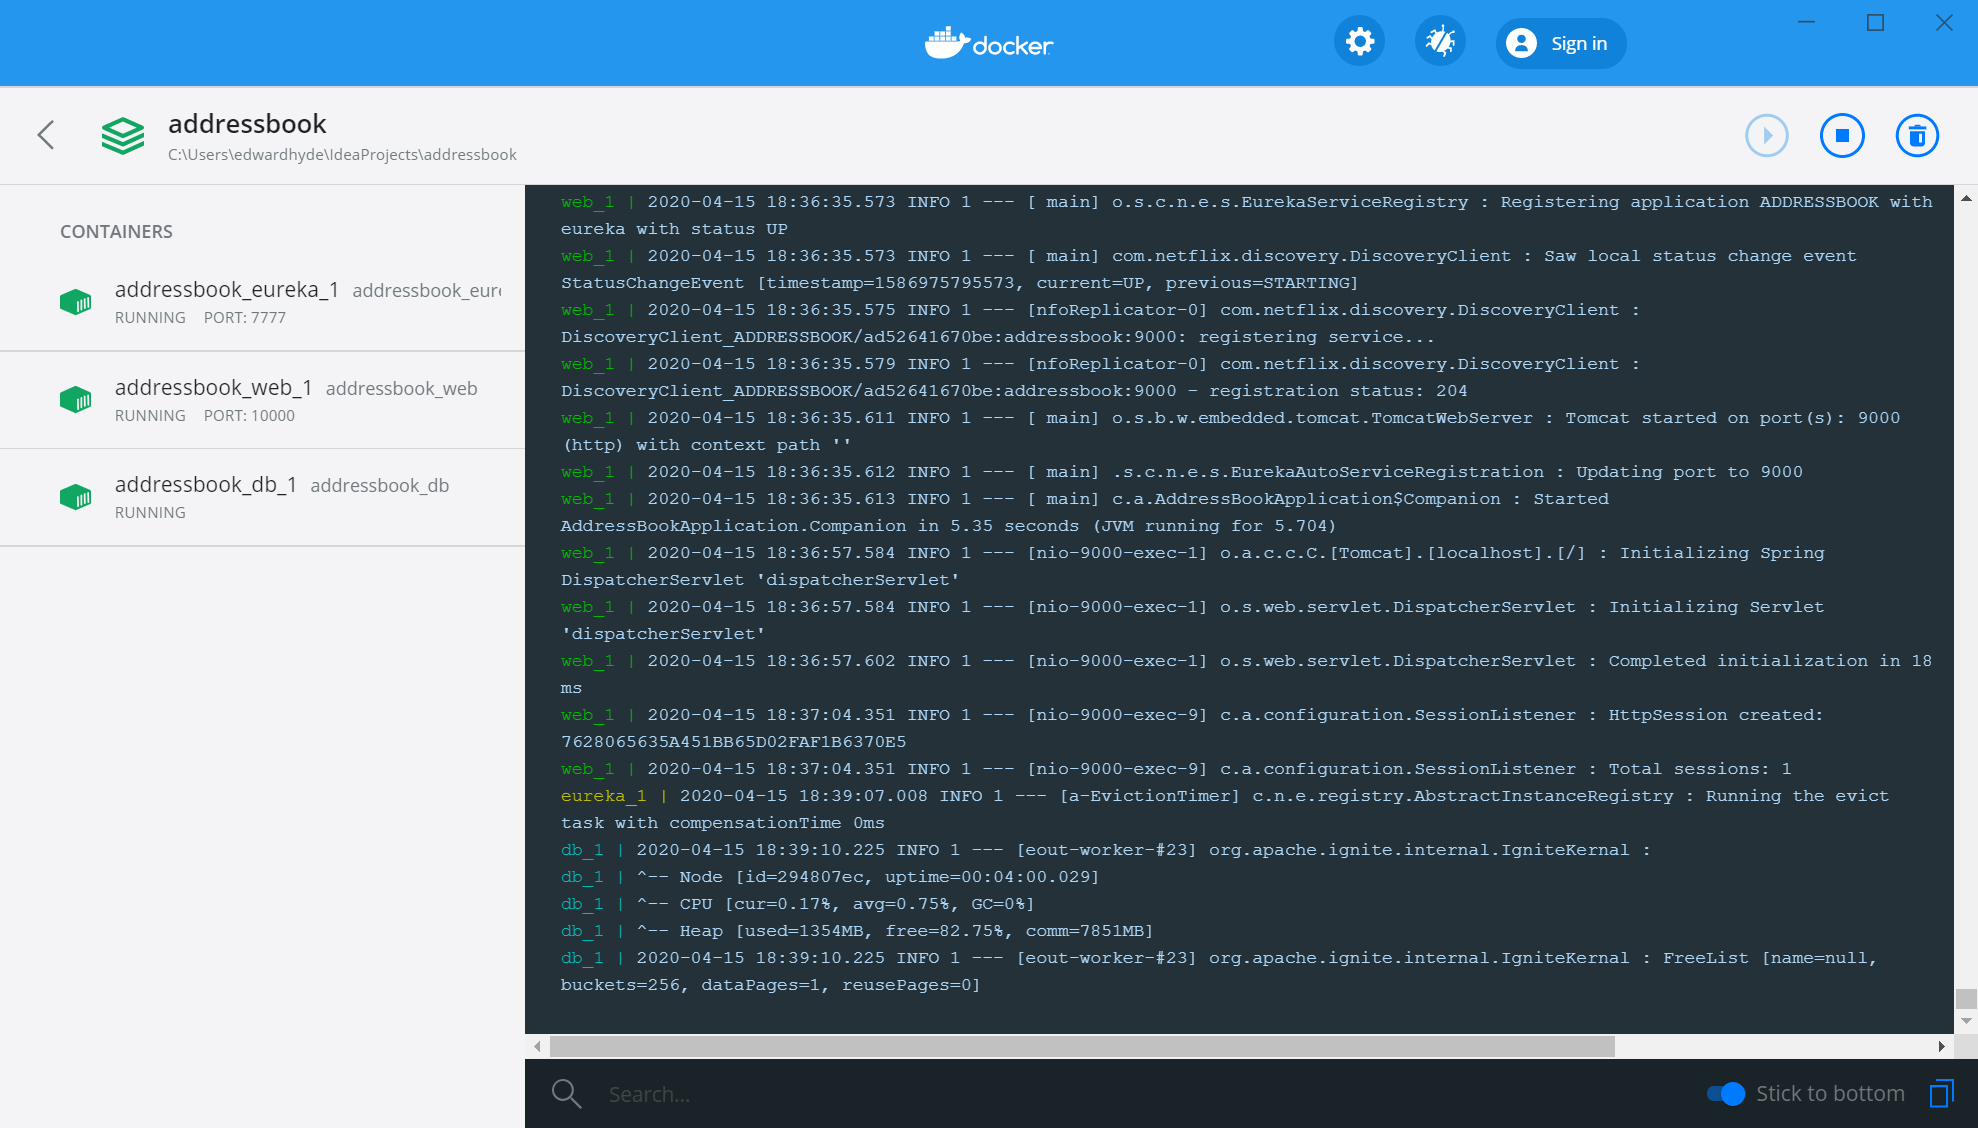 docker
Sign in
addressbook
C:\Users\edwardhyde\IdeaProjects\addressbook
CONTAINERS
addressbook_eureka_1 addressbook_eure
RUNNING PORT: 7777
addressbook_web_1 addressbook_web
RUNNING PORT: 10000
addressbook_db_1 addressbook_db
RUNNING
web_1 | 2020-04-15 18:36:35.573 INFO 1 --- [ main] o.s.c.n.e.s.EurekaServiceRegistry : Registering application ADDRESSBOOK with
eureka with status UP
web_1 | 2020-04-15 18:36:35.573 INFO 1 --- [ main] com.netflix.discovery.DiscoveryClient : Saw local status change event
StatusChangeEvent [timestamp=1586975795573, current=UP, previous=STARTING]
web_1 | 2020-04-15 18:36:35.575 INFO 1 --- [nfoReplicator-0] com.netflix.discovery.DiscoveryClient :
DiscoveryClient_ADDRESSBOOK/ad52641670be:addressbook:9000: registering service...
web_1 | 2020-04-15 18:36:35.579 INFO 1 --- [nfoReplicator-0] com.netflix.discovery.DiscoveryClient :
DiscoveryClient_ADDRESSBOOK/ad52641670be:addressbook:9000 - registration status: 204
web_1 | 2020-04-15 18:36:35.611 INFO 1 --- [ main] o.s.b.w.embedded.tomcat.TomcatWebServer : Tomcat started on port(s): 9000
(http) with context path ''
web_1 | 2020-04-15 18:36:35.612 INFO 1 --- [ main] .s.c.n.e.s.EurekaAutoServiceRegistration : Updating port to 9000
web_1 | 2020-04-15 18:36:35.613 INFO 1 --- [ main] c.a.AddressBookApplication$Companion : Started
AddressBookApplication.Companion in 5.35 seconds (JVM running for 5.704)
web_1 | 2020-04-15 18:36:57.584 INFO 1 --- [nio-9000-exec-1] o.a.c.c.C.[Tomcat].[localhost].[/] : Initializing Spring
DispatcherServlet 'dispatcherServlet'
web_1 | 2020-04-15 18:36:57.584 INFO 1 --- [nio-9000-exec-1] o.s.web.servlet.DispatcherServlet : Initializing Servlet
'dispatcherServlet'
web_1 | 2020-04-15 18:36:57.602 INFO 1 --- [nio-9000-exec-1] o.s.web.servlet.DispatcherServlet : Completed initialization in 18
ms
web_1 | 2020-04-15 18:37:04.351 INFO 1 --- [nio-9000-exec-9] c.a.configuration.SessionListener : HttpSession created:
7628065635A451BB65D02FAF1B6370E5
web_1 | 2020-04-15 18:37:04.351 INFO 1 --- [nio-9000-exec-9] c.a.configuration.SessionListener : Total sessions: 1
eureka_1 | 2020-04-15 18:39:07.008 INFO 1 --- [a-EvictionTimer] c.n.e.registry.AbstractInstanceRegistry : Running the evict
task with compensationTime 0ms
db_1 | 2020-04-15 18:39:10.225 INFO 1 --- [eout-worker-#23] org.apache.ignite.internal.IgniteKernal :
db_1 | ^-- Node [id=294807ec, uptime=00:04:00.029]
db_1 | ^-- CPU [cur=0.17%, avg=0.75%, GC=0%]
db_1 | ^-- Heap [used=1354MB, free=82.75%, comm=7851MB]
db_1 | 2020-04-15 18:39:10.225 INFO 1 --- [eout-worker-#23] org.apache.ignite.internal.IgniteKernal : FreeList [name=null,
buckets=256, dataPages=1, reusePages=0]
Search...
Stick to bottom